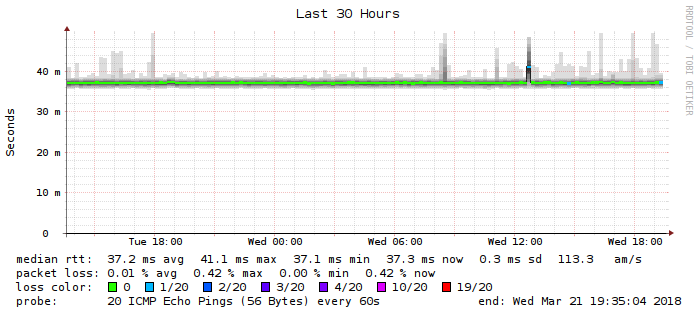 Last 30 Hours
RRDTOOL / TOBI OETIKER
Seconds
40 m
30 m
20 m
10 m
0
Tue 18:00 Wed 00:00 Wed 06:00 Wed 12:00 Wed 18:00
median rtt: 37.2 ms avg 41.1 ms max 37.1 ms min 37.3 ms now 0.3 ms sd 113.3 am/s
packet loss: 0.01 % avg 0.42 % max 0.00 % min 0.42 % now
loss color: 0 1/20 2/20 3/20 4/20 10/20 19/20
probe: 20 ICMP Echo Pings (56 Bytes) every 60s end: Wed Mar 21 19:35:04 2018